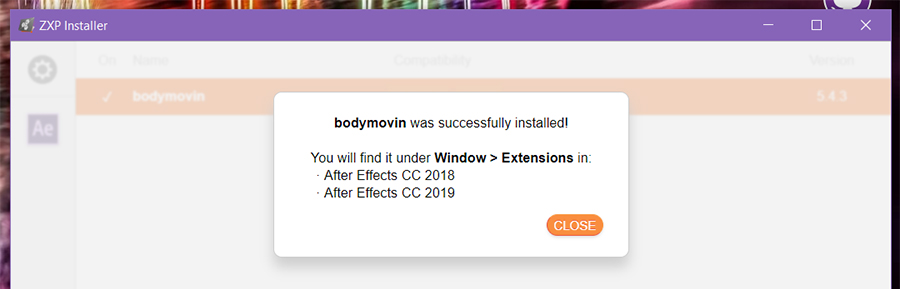 ZXP Installer
On Name Compatibility Version
✓ bodymovin 5.4.3
Ae
bodymovin was successfully installed!
You will find it under Window > Extensions in:
· After Effects CC 2018
· After Effects CC 2019
CLOSE